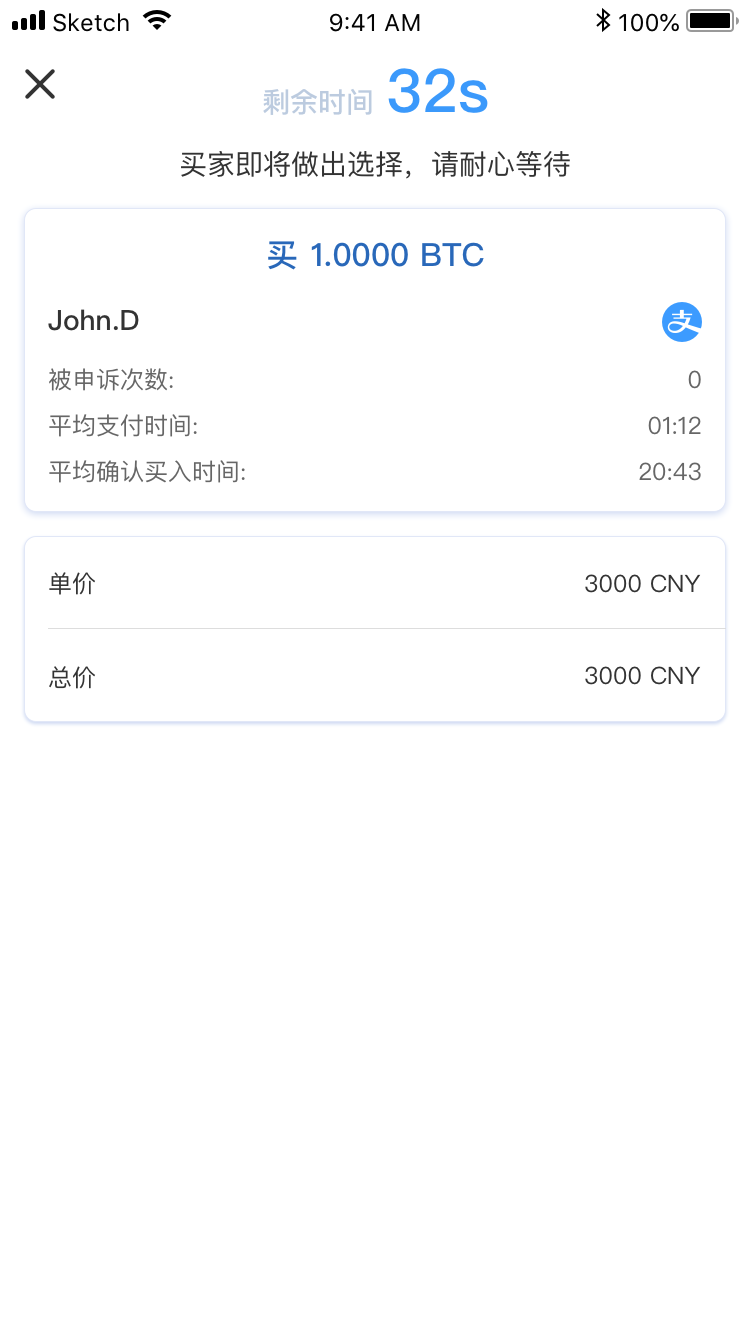 Sketch 9:41 AM 100%
剩余时间 32s
买家即将做出选择，请耐心等待
买 1.0000 BTC
John.D 支
被申诉次数: 0
平均支付时间: 01:12
平均确认买入时间: 20:43
单价 3000 CNY
总价 3000 CNY